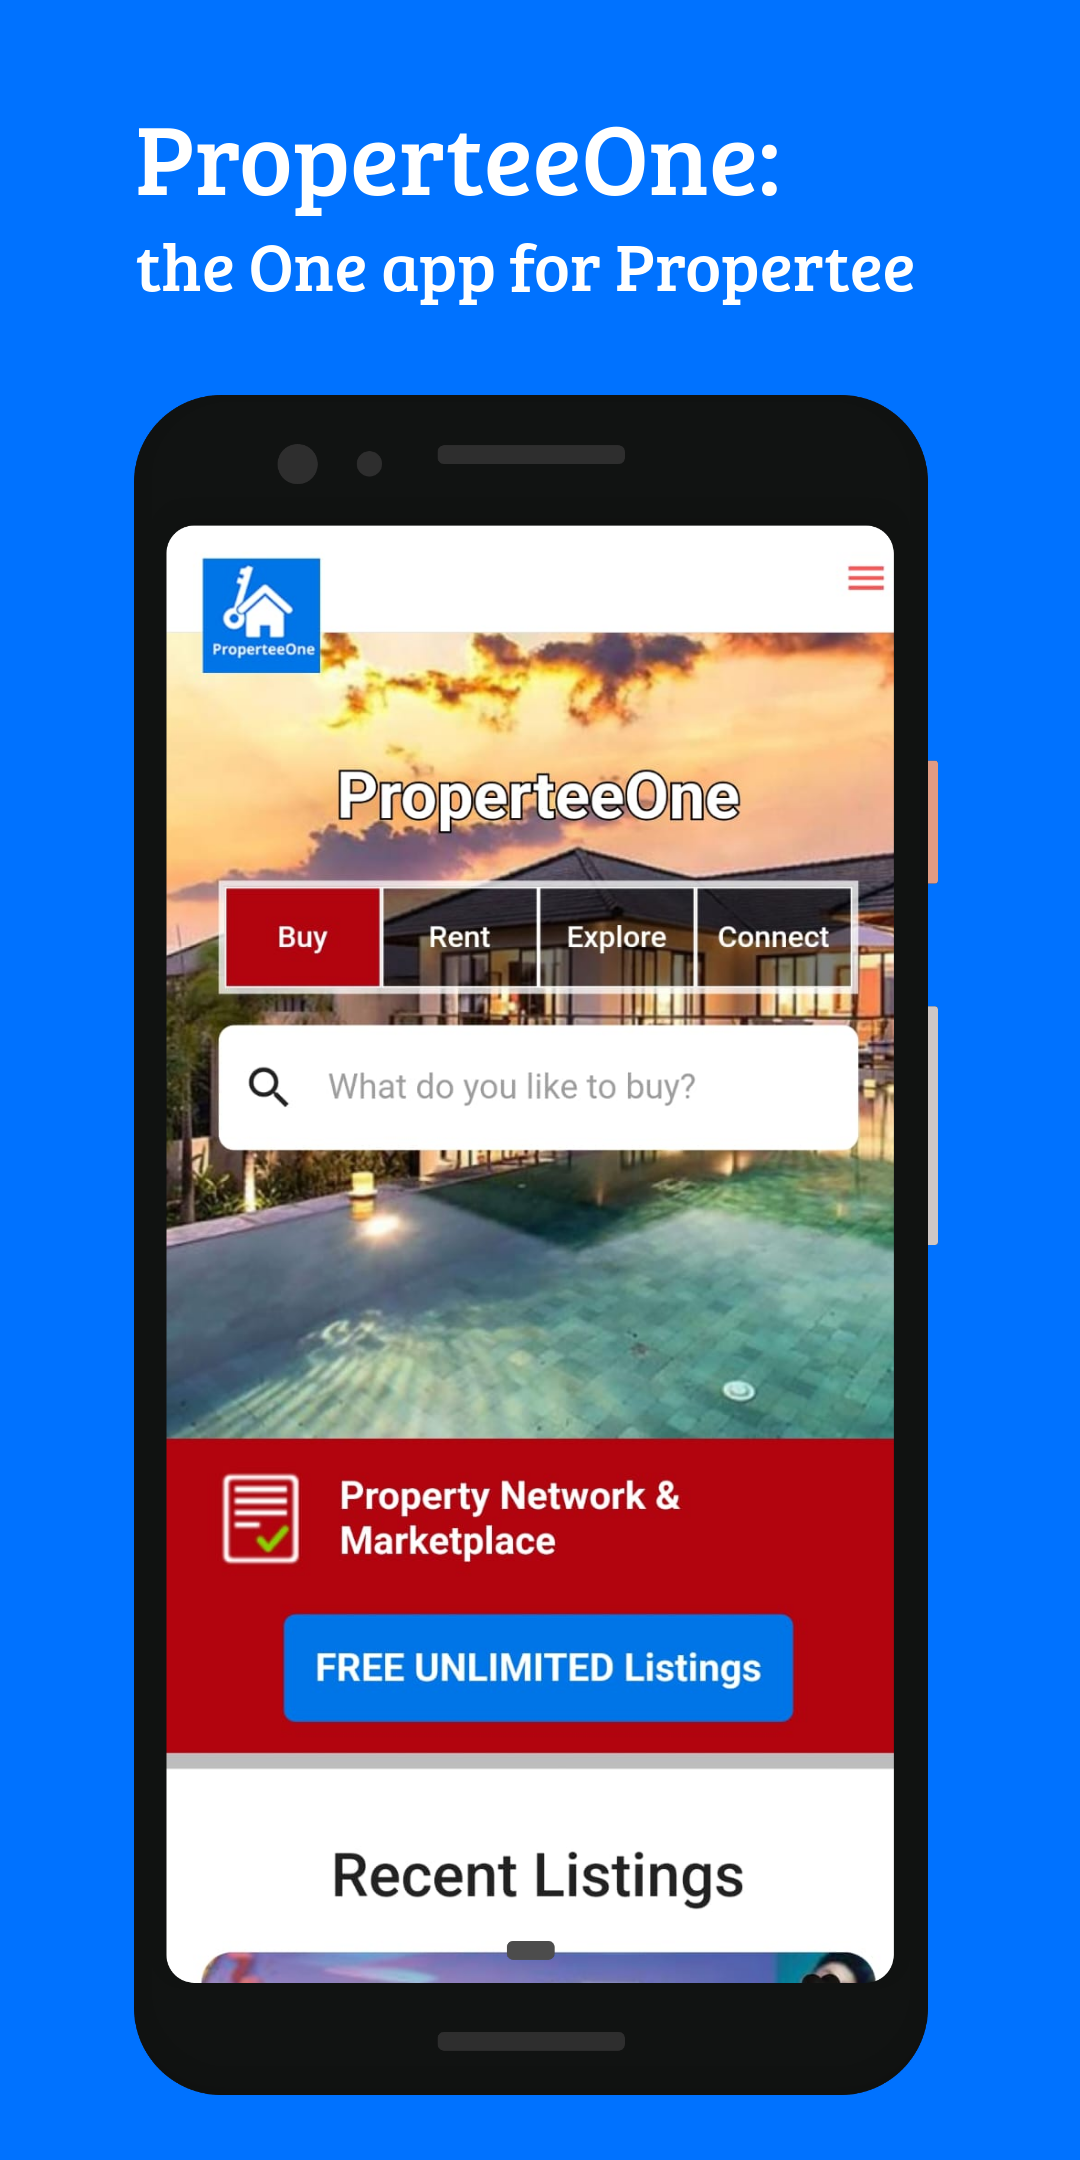 ProperteeOne:
the One app for Propertee
ProperteeOne
ProperteeOne
Buy
Rent
Explore
Connect
What do you like to buy?
Property Network &
Marketplace
FREE UNLIMITED Listings
Recent Listings